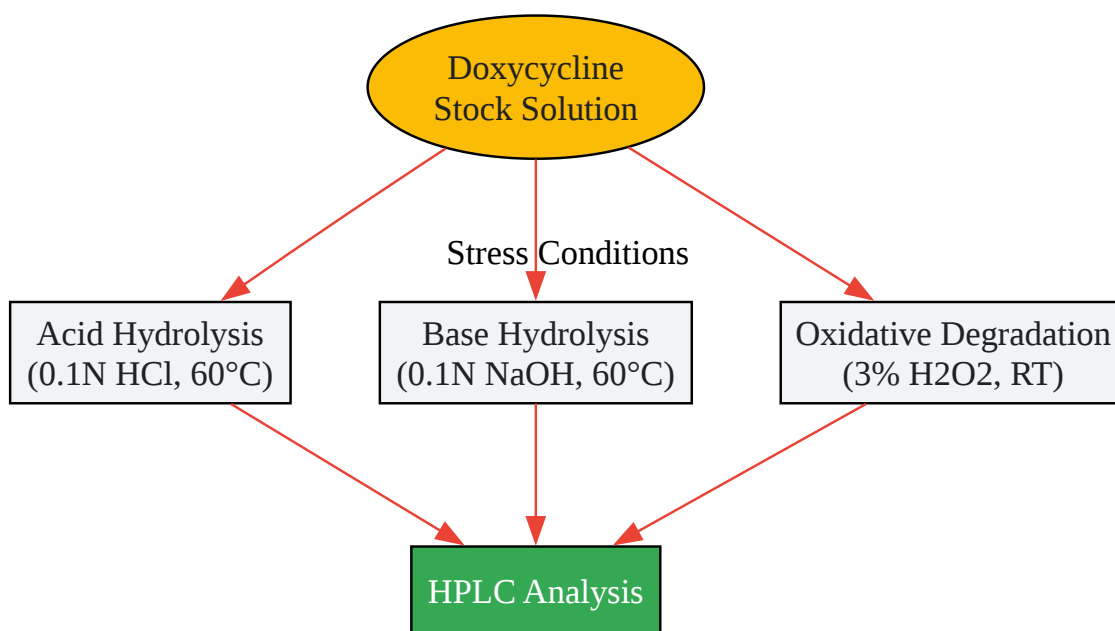 Doxycycline
Stock Solution
Stress Conditions
Acid Hydrolysis
(0.1N HCl, 60°C)
Base Hydrolysis
(0.1N NaOH, 60°C)
Oxidative Degradation
(3% H2O2, RT)
HPLC Analysis